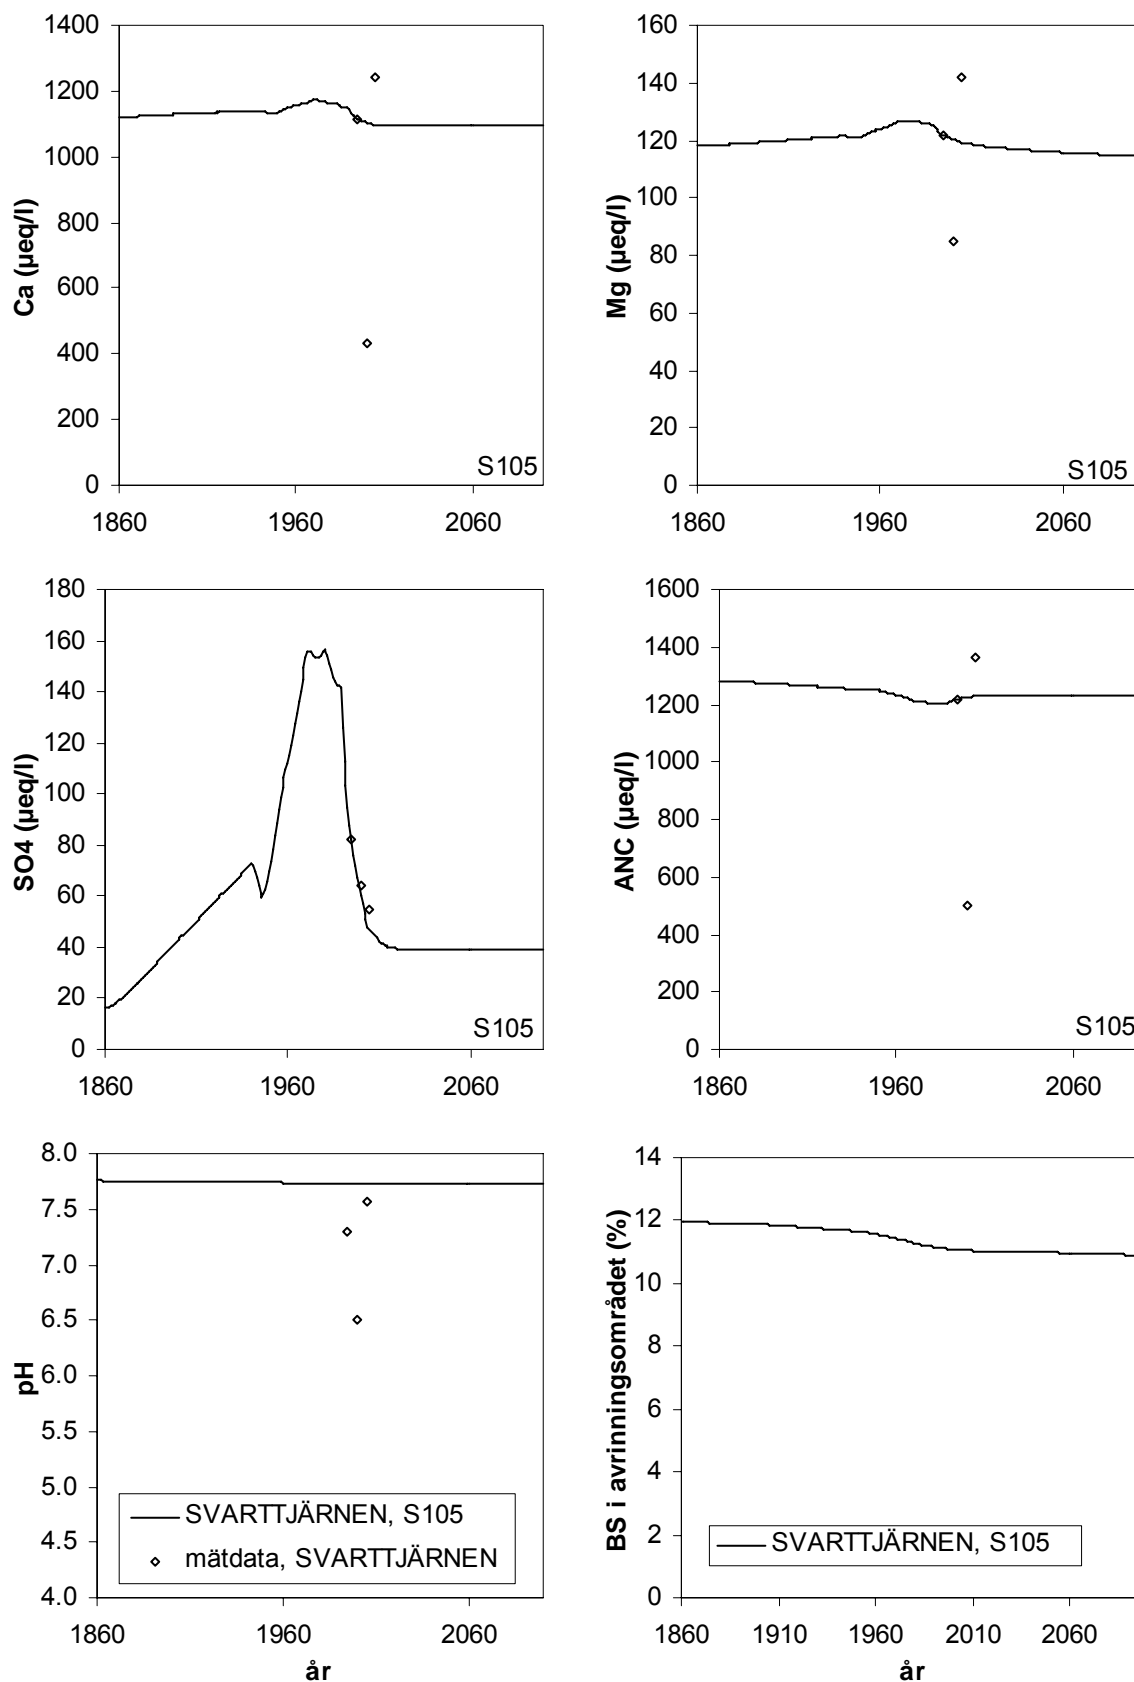 1400
1200
1000
800
600
400
200
0
Ca (µeq/l)
S105
1860 1960 2060
160
140
120
100
80
60
40
20
0
Mg (µeq/l)
S105
1860 1960 2060
180
160
140
120
100
80
60
40
20
0
SO4 (µeq/l)
S105
1860 1960 2060
1600
1400
1200
1000
800
600
400
200
0
ANC (µeq/l)
S105
1860 1960 2060
8.0
7.5
7.0
6.5
6.0
5.5
5.0
4.5
4.0
pH
SVARTTJÄRNEN, S105
mätdata, SVARTTJÄRNEN
1860 1960 2060
år
14
12
10
8
6
4
2
0
BS i avrinningsområdet (%)
SVARTTJÄRNEN, S105
1860 1910 1960 2010 2060
år